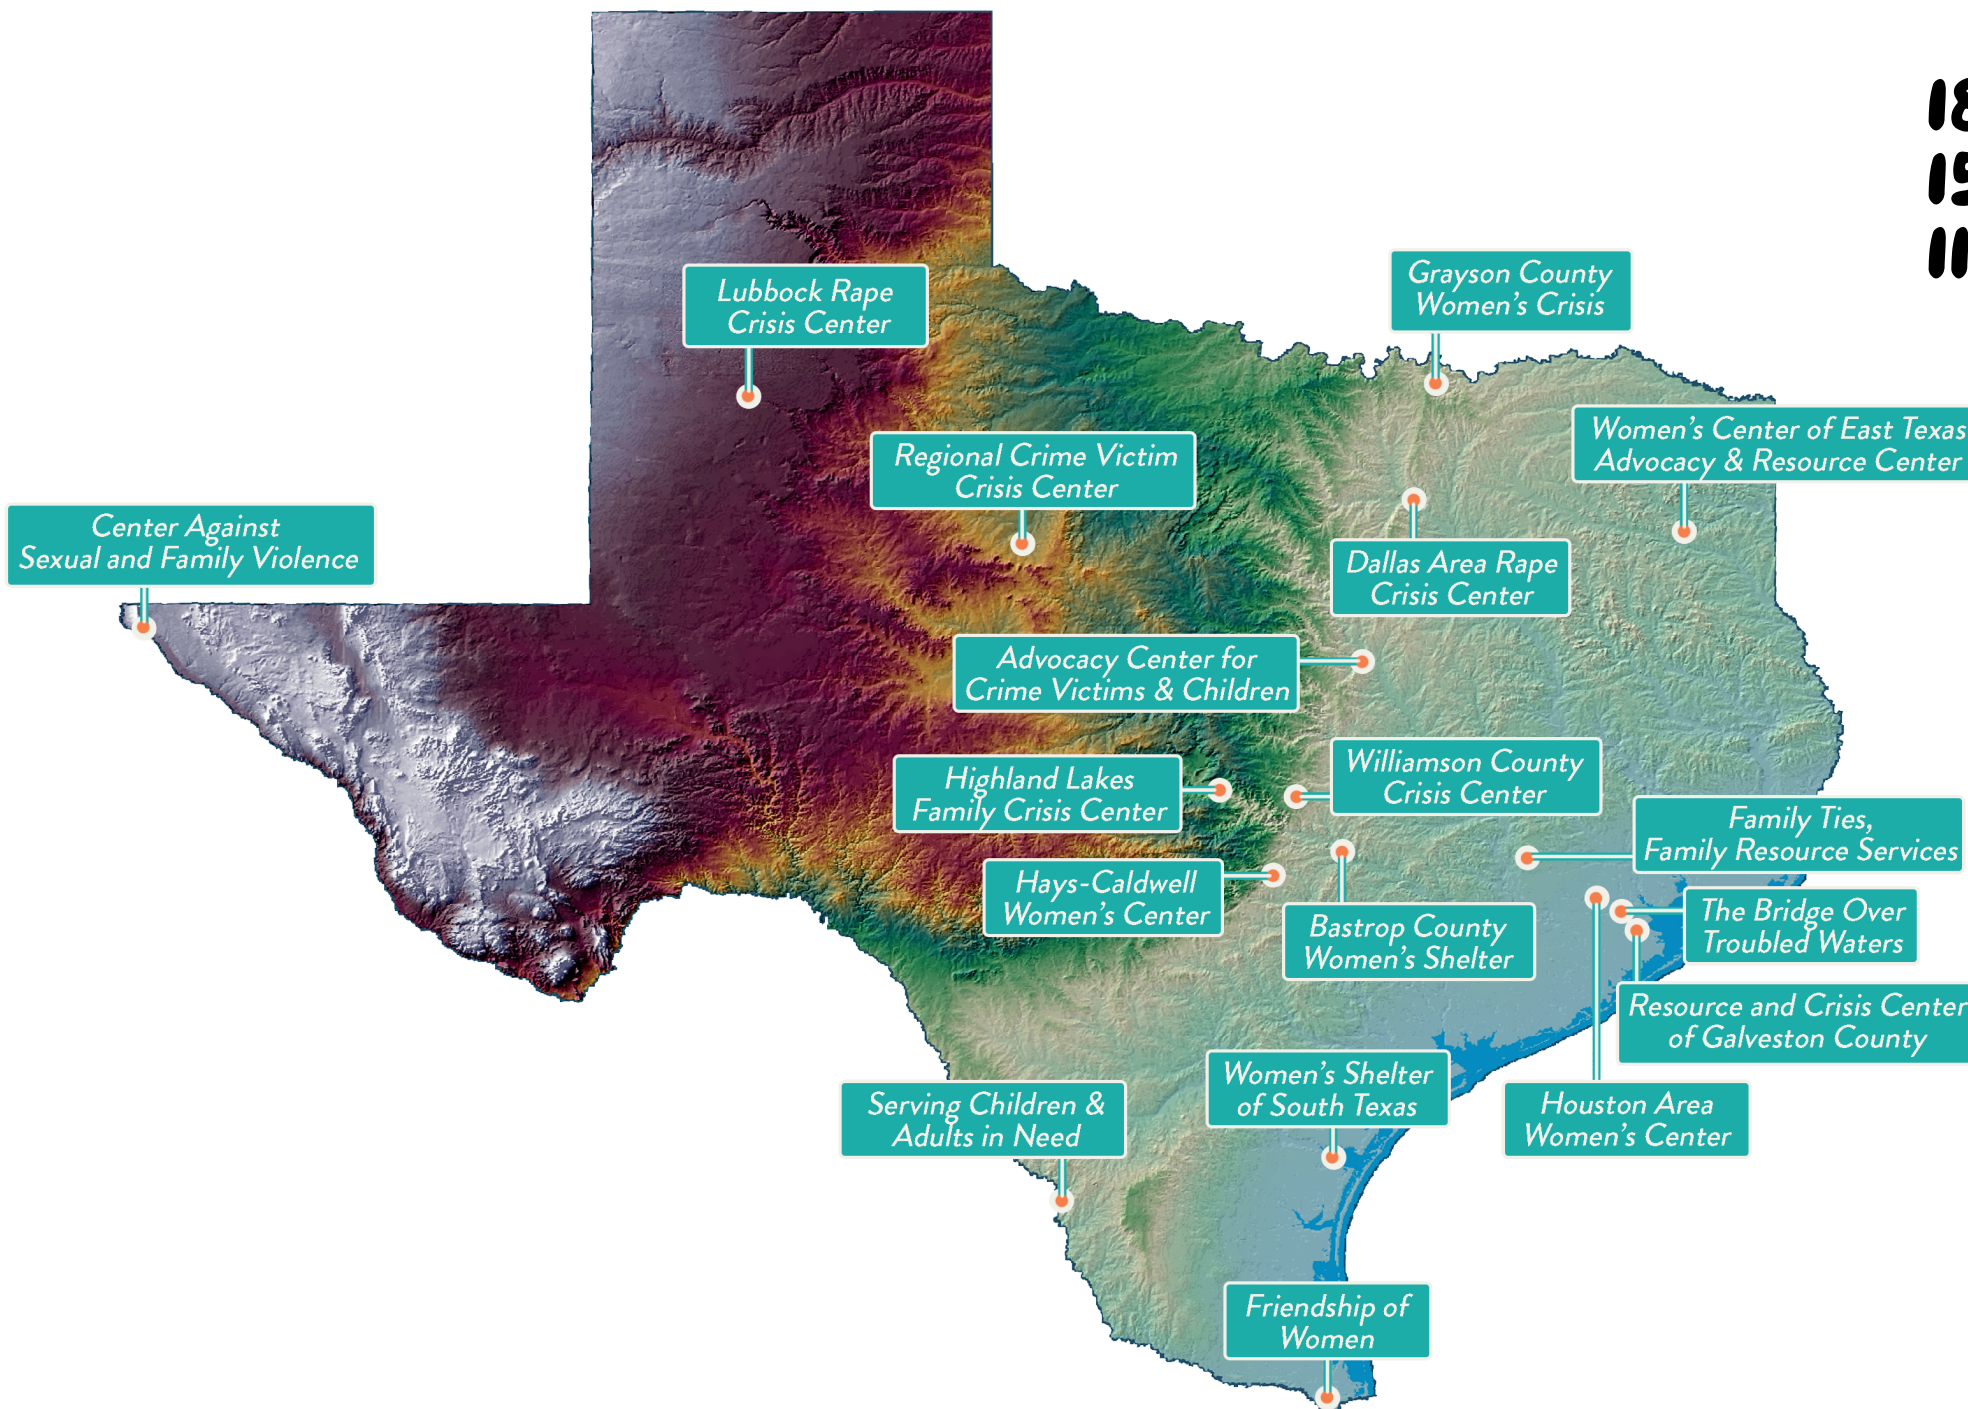 18
15
11
Grayson County
Women's Crisis
Lubbock Rape
Crisis Center
Women's Center of East Texas
Advocacy & Resource Center
Regional Crime Victim
Crisis Center
Center Against
Sexual and Family Violence
Dallas Area Rape
Crisis Center
Advocacy Center for
Crime Victims & Children
Williamson County
Crisis Center
Highland Lakes
Family Crisis Center
Family Ties,
Family Resource Services
Hays-Caldwell
Women's Center
The Bridge Over
Troubled Waters
Bastrop County
Women's Shelter
Resource and Crisis Center
of Galveston County
Women's Shelter
of South Texas
Serving Children &
Adults in Need
Houston Area
Women's Center
Friendship of
Women